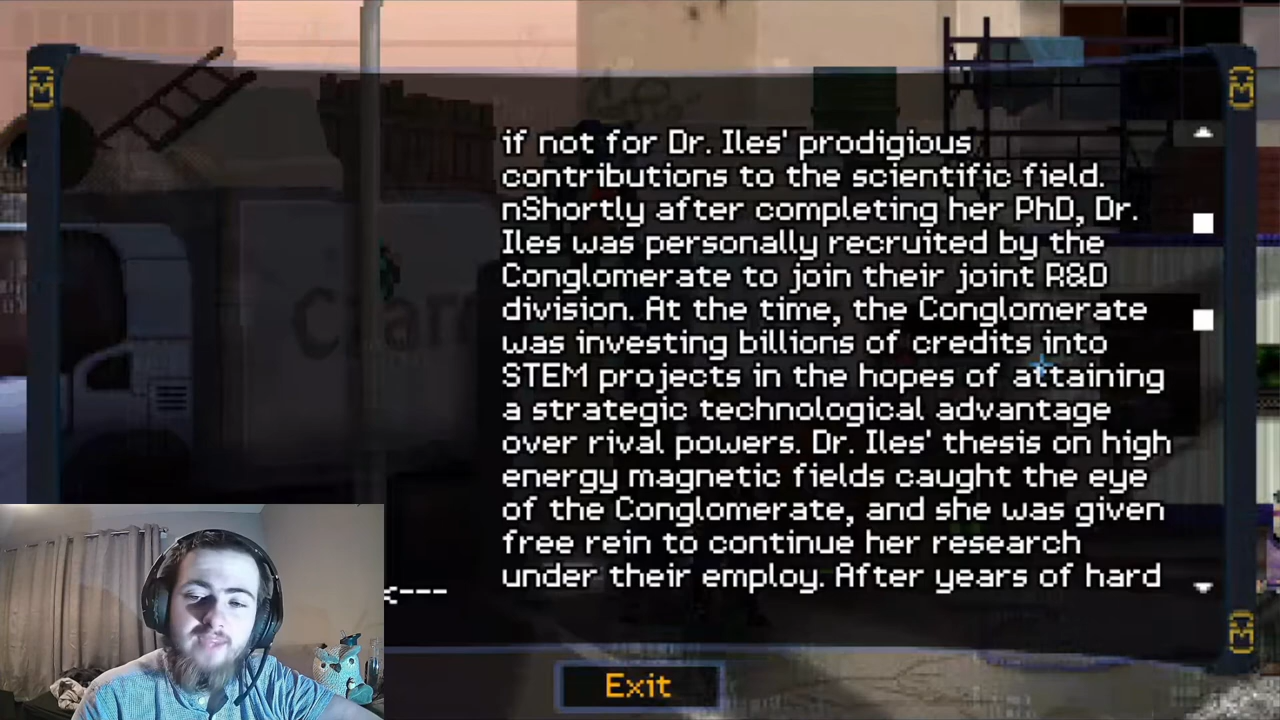 if not for Dr. Iles' prodigious
contributions to the scientific field.
nShortly after completing her PhD, Dr.
Iles was personally recruited by the
Conglomerate to join their joint R&D
division. At the time, the Conglomerate
was investing billions of credits into
STEM projects in the hopes of attaining
a strategic technological advantage
over rival powers. Dr. Iles' thesis on high
energy magnetic fields caught the eye
of the Conglomerate, and she was given
free rein to continue her research
under their employ. After years of hard
<---
Exit